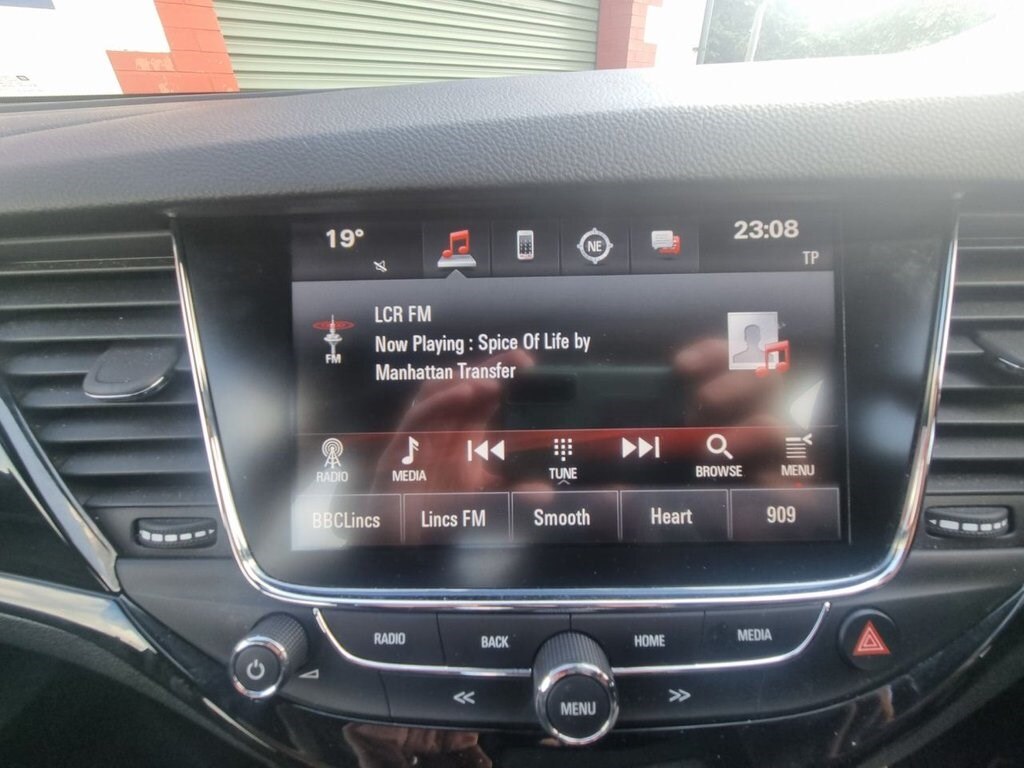 19°
NE
23:08
TP
LCR FM
Now Playing : Spice Of Life by
Manhattan Transfer
FM
RADIO
MEDIA
TUNE
BROWSE
MENU
BBCLincs
Lincs FM
Smooth
Heart
909
RADIO
BACK
HOME
MEDIA
MENU